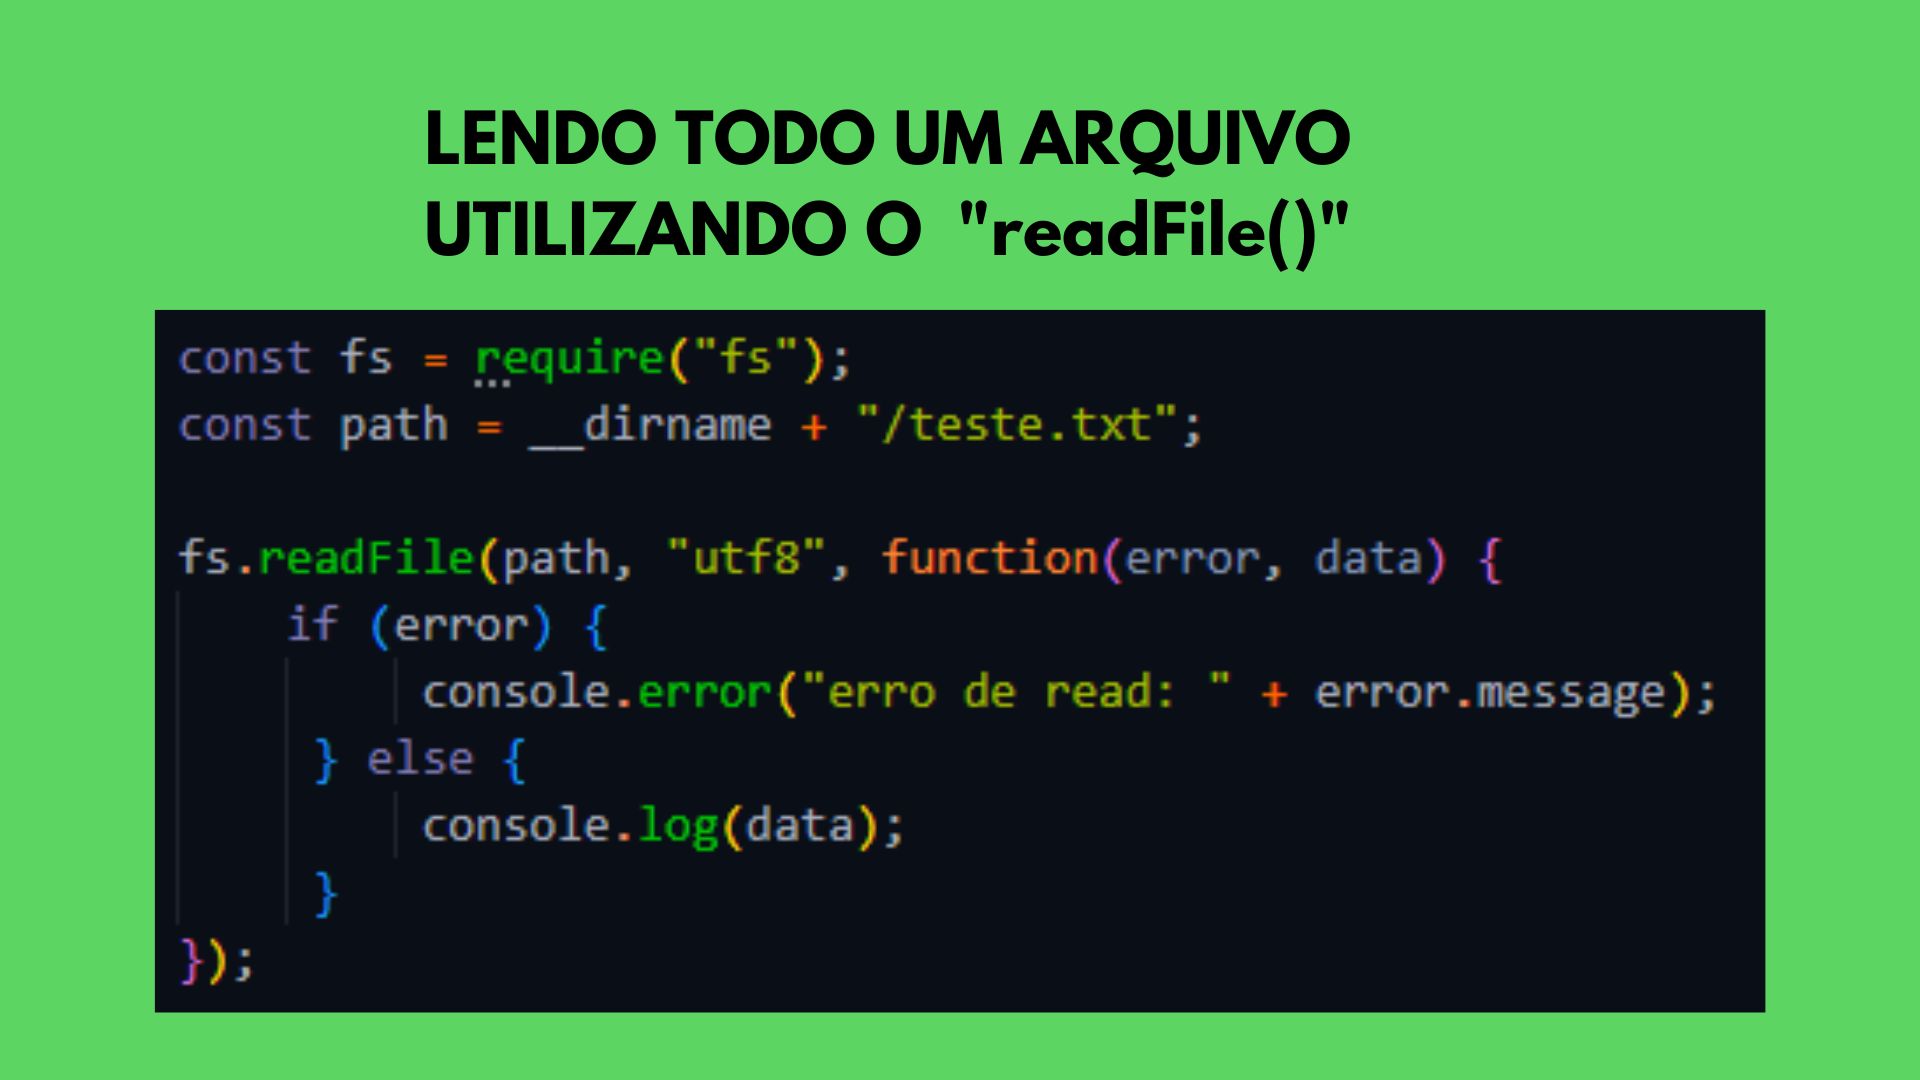 LENDO TODO UM ARQUIVO
UTILIZANDO O "readFile()"
const fs = require("fs");
const path = __dirname + "/teste.txt";
fs.readFile(path, "utf8", function(error, data) {
if (error) {
console.error("erro de read: " + error.message);
} else {
console.log(data);
}
});